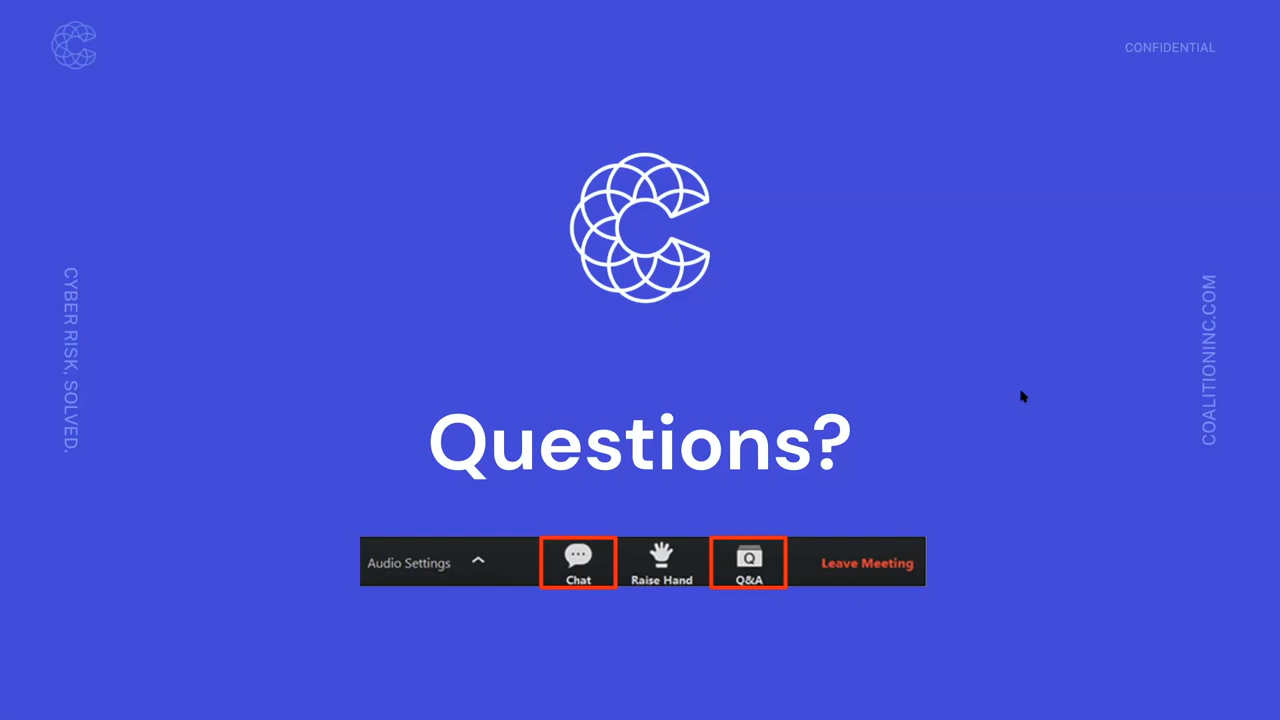 CONFIDENTIAL
CYBER RISK, SOLVED.
COALITIONINC.COM
Questions?
Audio Settings
Chat
Raise Hand
Q&A
Leave Meeting